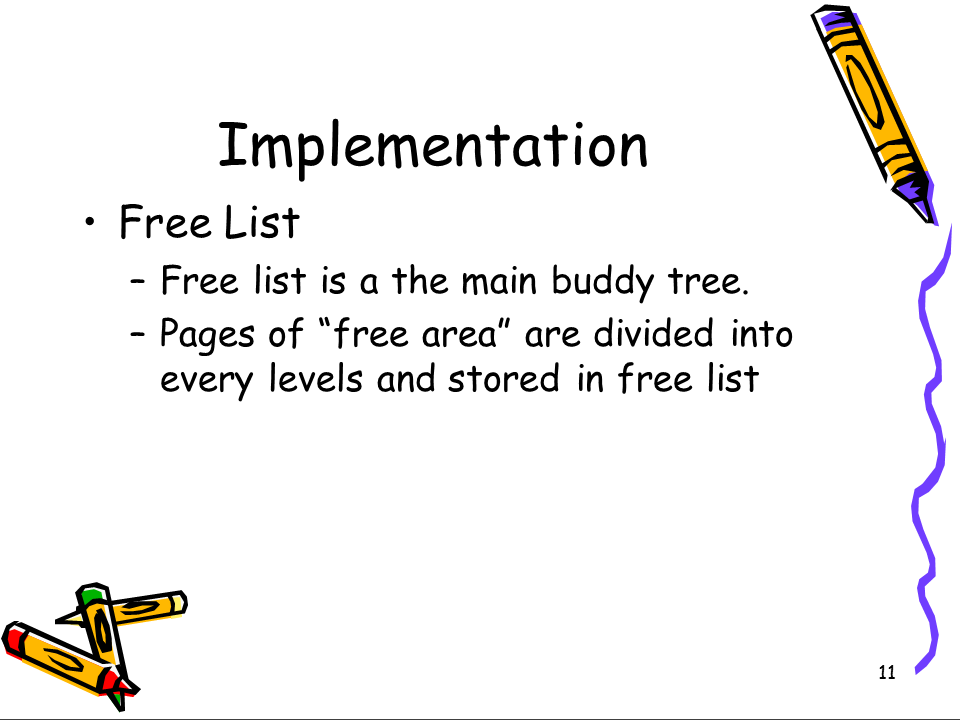 Implementation
• Free List
– Free list is a the main buddy tree.
– Pages of “free area” are divided into
every levels and stored in free list
11